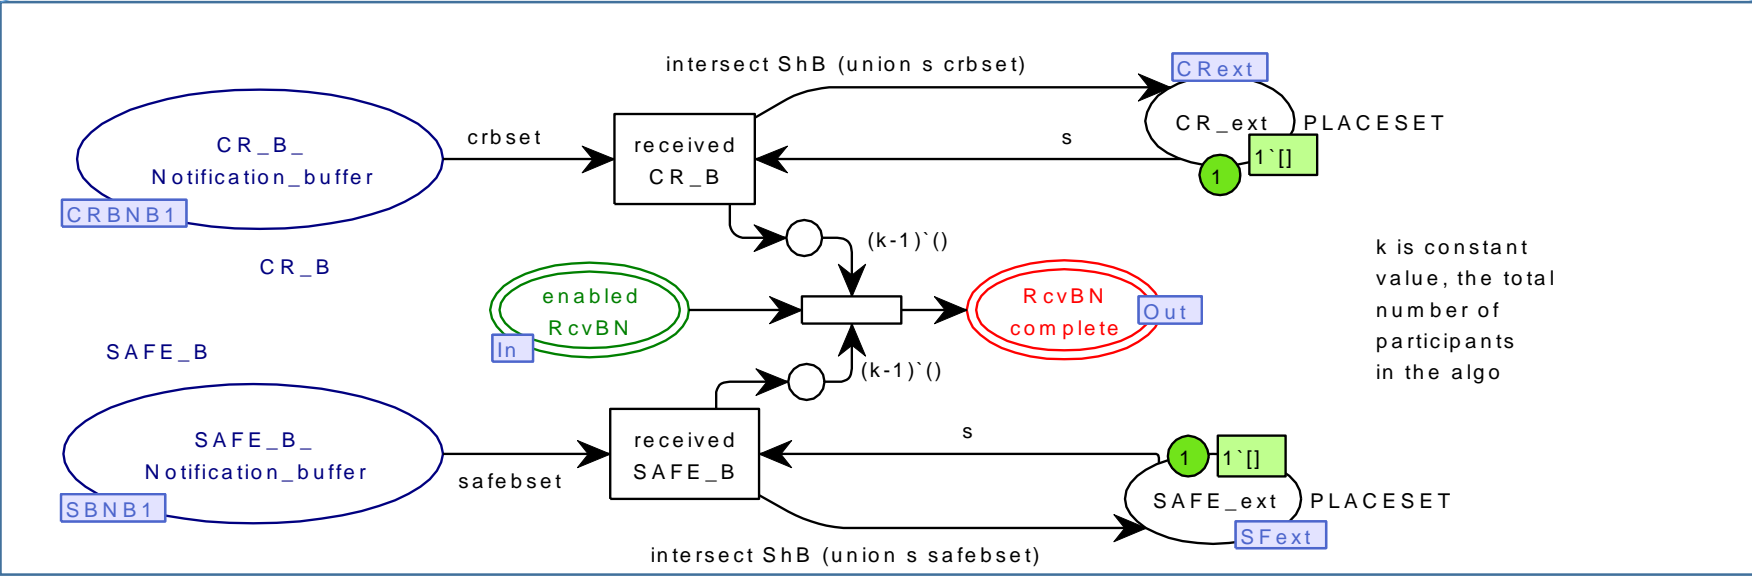 intersect ShB (union s crbset)
CRext
CR_B_
Notification_buffer
CRBNB1
crbset
received
CR_B
s
CR_ext
PLACESET
1`[]
1
(k-1)`()
CR_B
enabled
RcvBN
In
RcvBN
complete
Out
k is constant
value, the total
number of
participants
in the algo
SAFE_B
(k-1)`()
SAFE_B_
Notification_buffer
SBNB1
safebset
received
SAFE_B
s
1
1`[]
SAFE_ext
PLACESET
SFext
intersect ShB (union s safebset)